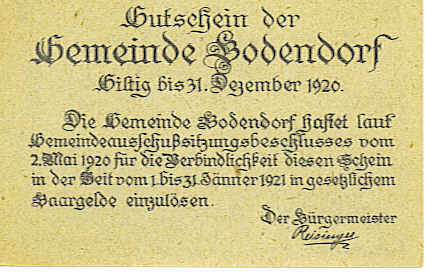 Gutschein der
Gemeinde Bodendorf
Giltig bis 31. Dezember 1920.
Die Gemeinde Bodendorf haftet laut
Gemeindeausschußsitzungsbeschlusses vom
2. Mai 1920 für die Verbindlichkeit diesen Schein
in der Zeit vom 1. bis 31. Jänner 1921 in gesetzlichem
Baargelde einzulösen.
Der Bürgermeister
Reisinger